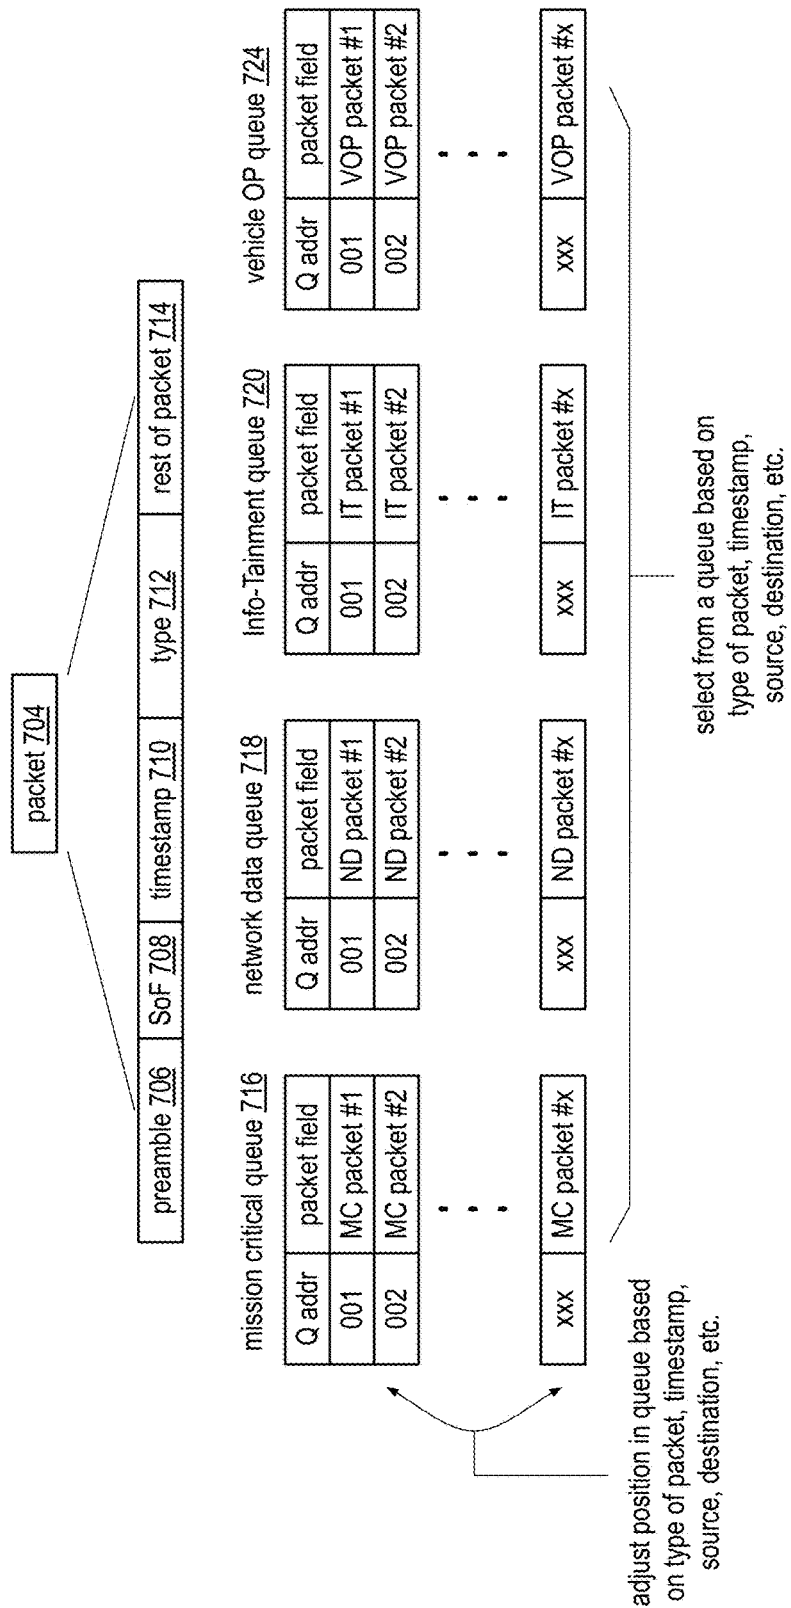 packet 704
preamble 706
SoF 708
timestamp 710
type 712
rest of packet 714
mission critical queue 716
Q addr
packet field
001
MC packet #1
002
MC packet #2
xxx
MC packet #x
network data queue 718
Q addr
packet field
001
ND packet #1
002
ND packet #2
xxx
ND packet #x
Info-Tainment queue 720
Q addr
packet field
001
IT packet #1
002
IT packet #2
xxx
IT packet #x
vehicle OP queue 724
Q addr
packet field
001
VOP packet #1
002
VOP packet #2
xxx
VOP packet #x
adjust position in queue based
on type of packet, timestamp,
source, destination, etc.
select from a queue based on
type of packet, timestamp,
source, destination, etc.